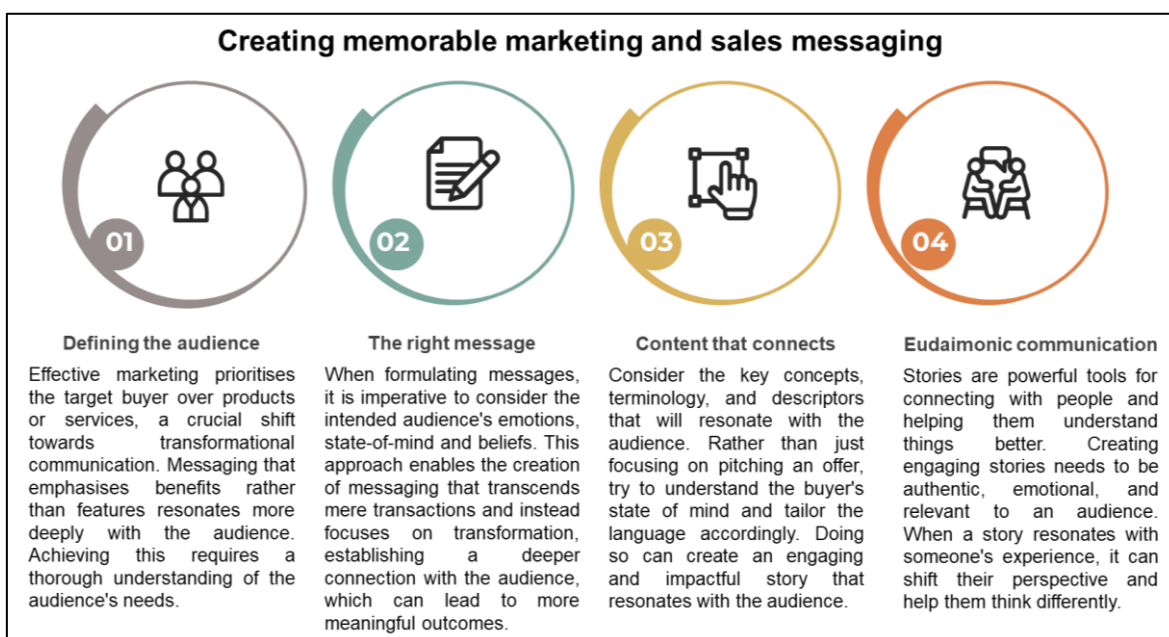 Creating memorable marketing and sales messaging
01
02
03
04
Defining the audience
Effective marketing prioritises
the target buyer over products
or services, a crucial shift
towards transformational
communication. Messaging that
emphasises benefits rather
than features resonates more
deeply with the audience.
Achieving this requires a
thorough understanding of the
audience's needs.
The right message
When formulating messages,
it is imperative to consider the
intended audience's emotions,
state-of-mind and beliefs. This
approach enables the creation
of messaging that transcends
mere transactions and instead
focuses on transformation,
establishing a deeper
connection with the audience,
which can lead to more
meaningful outcomes.
Content that connects
Consider the key concepts,
terminology, and descriptors
that will resonate with the
audience. Rather than just
focusing on pitching an offer,
try to understand the buyer's
state of mind and tailor the
language accordingly. Doing
so can create an engaging
and impactful story that
resonates with the audience.
Eudaimonic communication
Stories are powerful tools for
connecting with people and
helping them understand
things better. Creating
engaging stories needs to be
authentic, emotional, and
relevant to an audience.
When a story resonates with
someone's experience, it can
shift their perspective and
help them think differently.